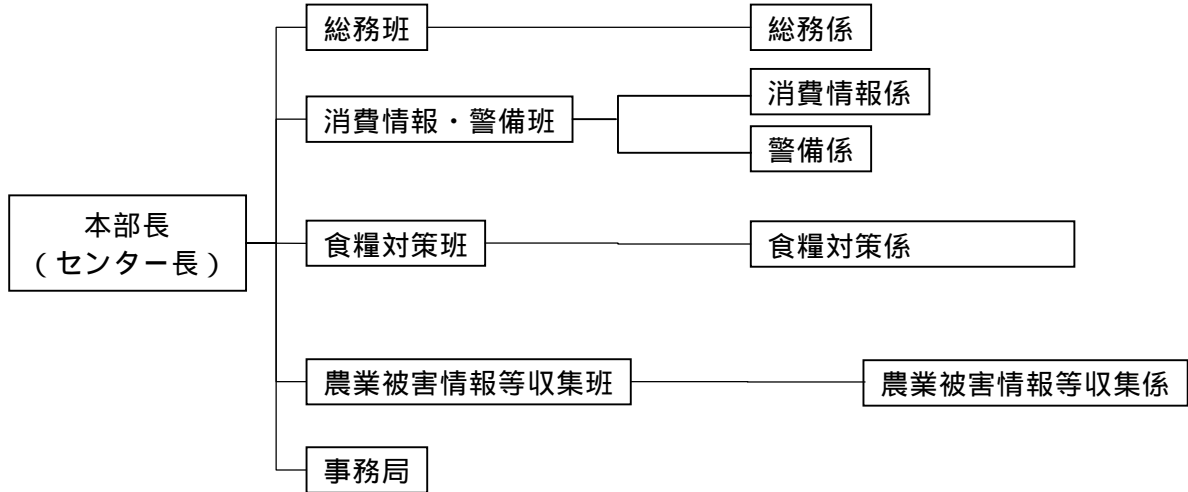 総務班
総務係
消費情報・警備班
消費情報係
警備係
本部長
（センター長）
食糧対策班
食糧対策係
農業被害情報等収集班
農業被害情報等収集係
事務局